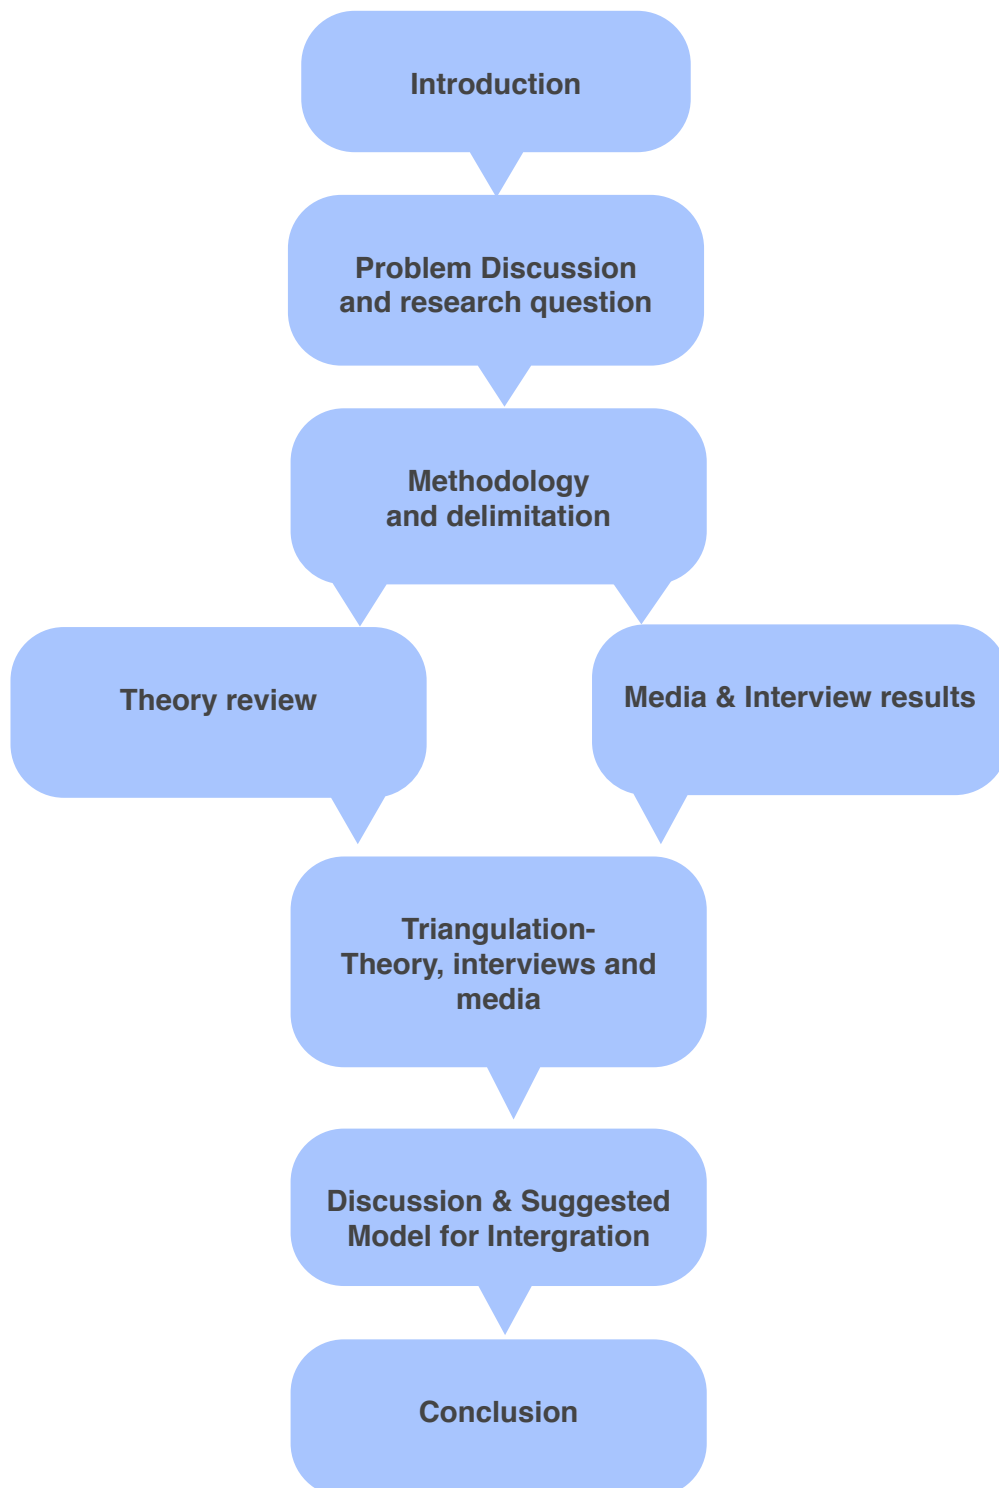 Introduction
Problem Discussion
and research question
Methodology
and delimitation
Theory review
Media & Interview results
Triangulation-
Theory, interviews and
media
Discussion & Suggested
Model for Intergration
Conclusion